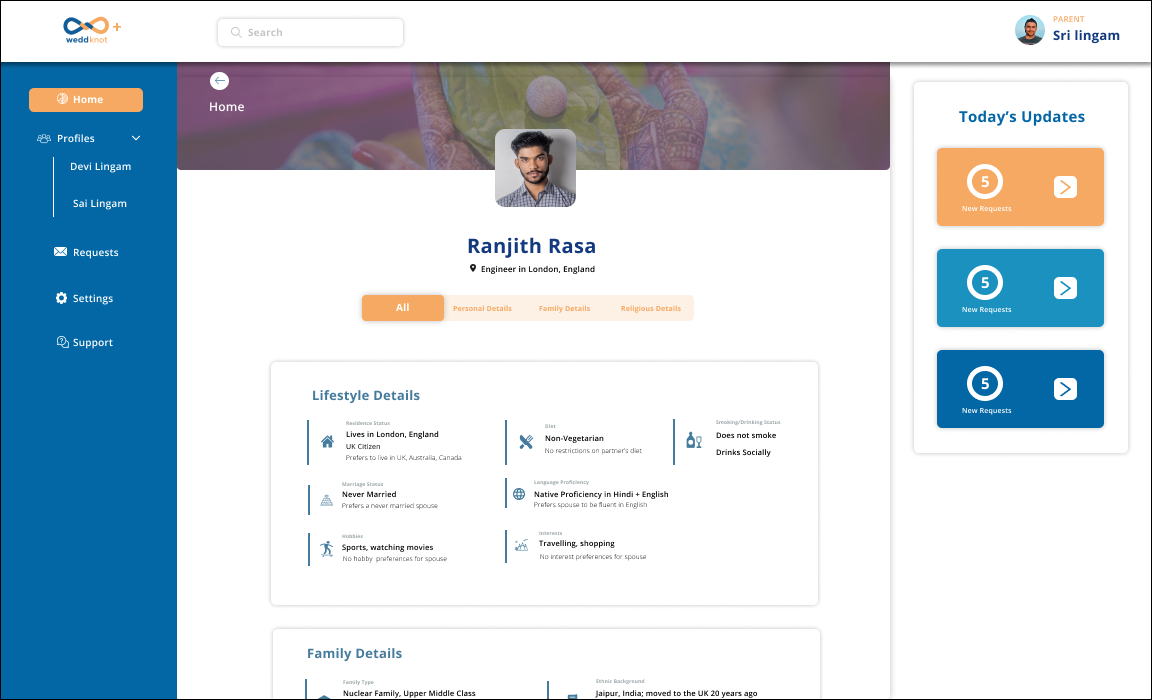 weddknot
Search
PARENT
Sri lingam
Home
Profiles
Devi Lingam
Sai Lingam
Requests
Settings
Support
Home
Ranjith Rasa
Engineer in London, England
All
Personal Details
Family Details
Religious Details
Lifestyle Details
Residence Status
Lives in London, England
UK Citizen
Prefers to live in UK, Australia, Canada
Diet
Non-Vegetarian
No restrictions on partner's diet
Smoking/Drinking Status
Does not smoke
Drinks Socially
Marriage Status
Never Married
Prefers a never married spouse
Language Proficiency
Native Proficiency in Hindi + English
Prefers spouse to be fluent in English
Hobbies
Sports, watching movies
No hobby preferences for spouse
Interests
Travelling, shopping
No interest preferences for spouse
Family Details
Family Type
Nuclear Family, Upper Middle Class
Ethnic Background
Jaipur, India; moved to the UK 20 years ago
Today's Updates
5
New Requests
5
New Requests
5
New Requests